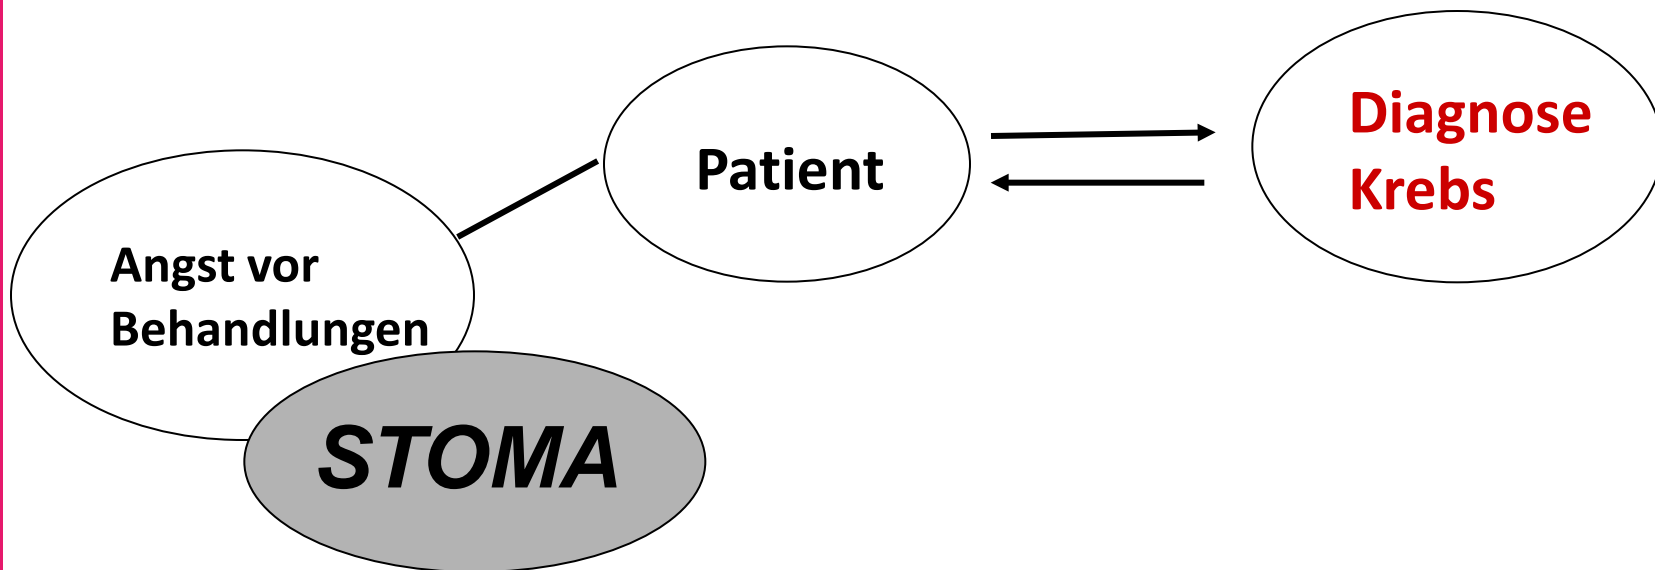 Diagnose
Krebs
Patient
Angst vor
Behandlungen
STOMA